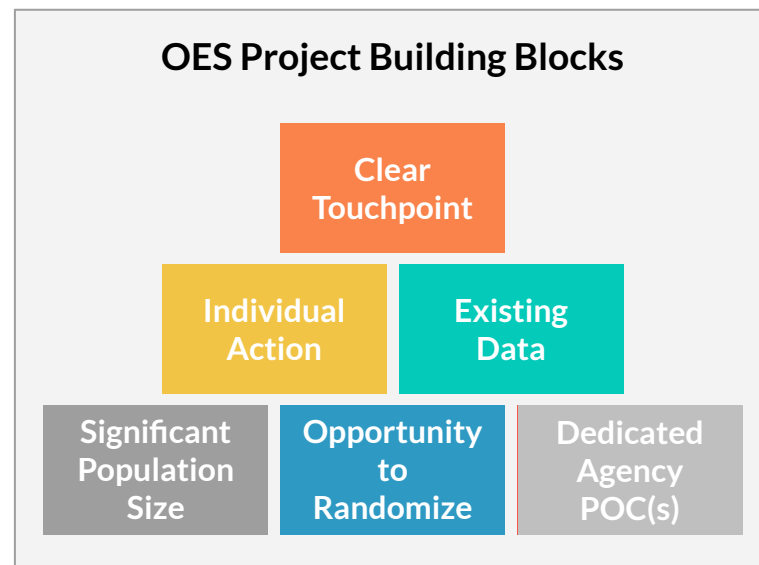 OES Project Building Blocks
Clear
Touchpoint
Individual
Action
Existing
Data
Significant
Population
Size
Opportunity
to
Randomize
Dedicated
Agency
POC(s)